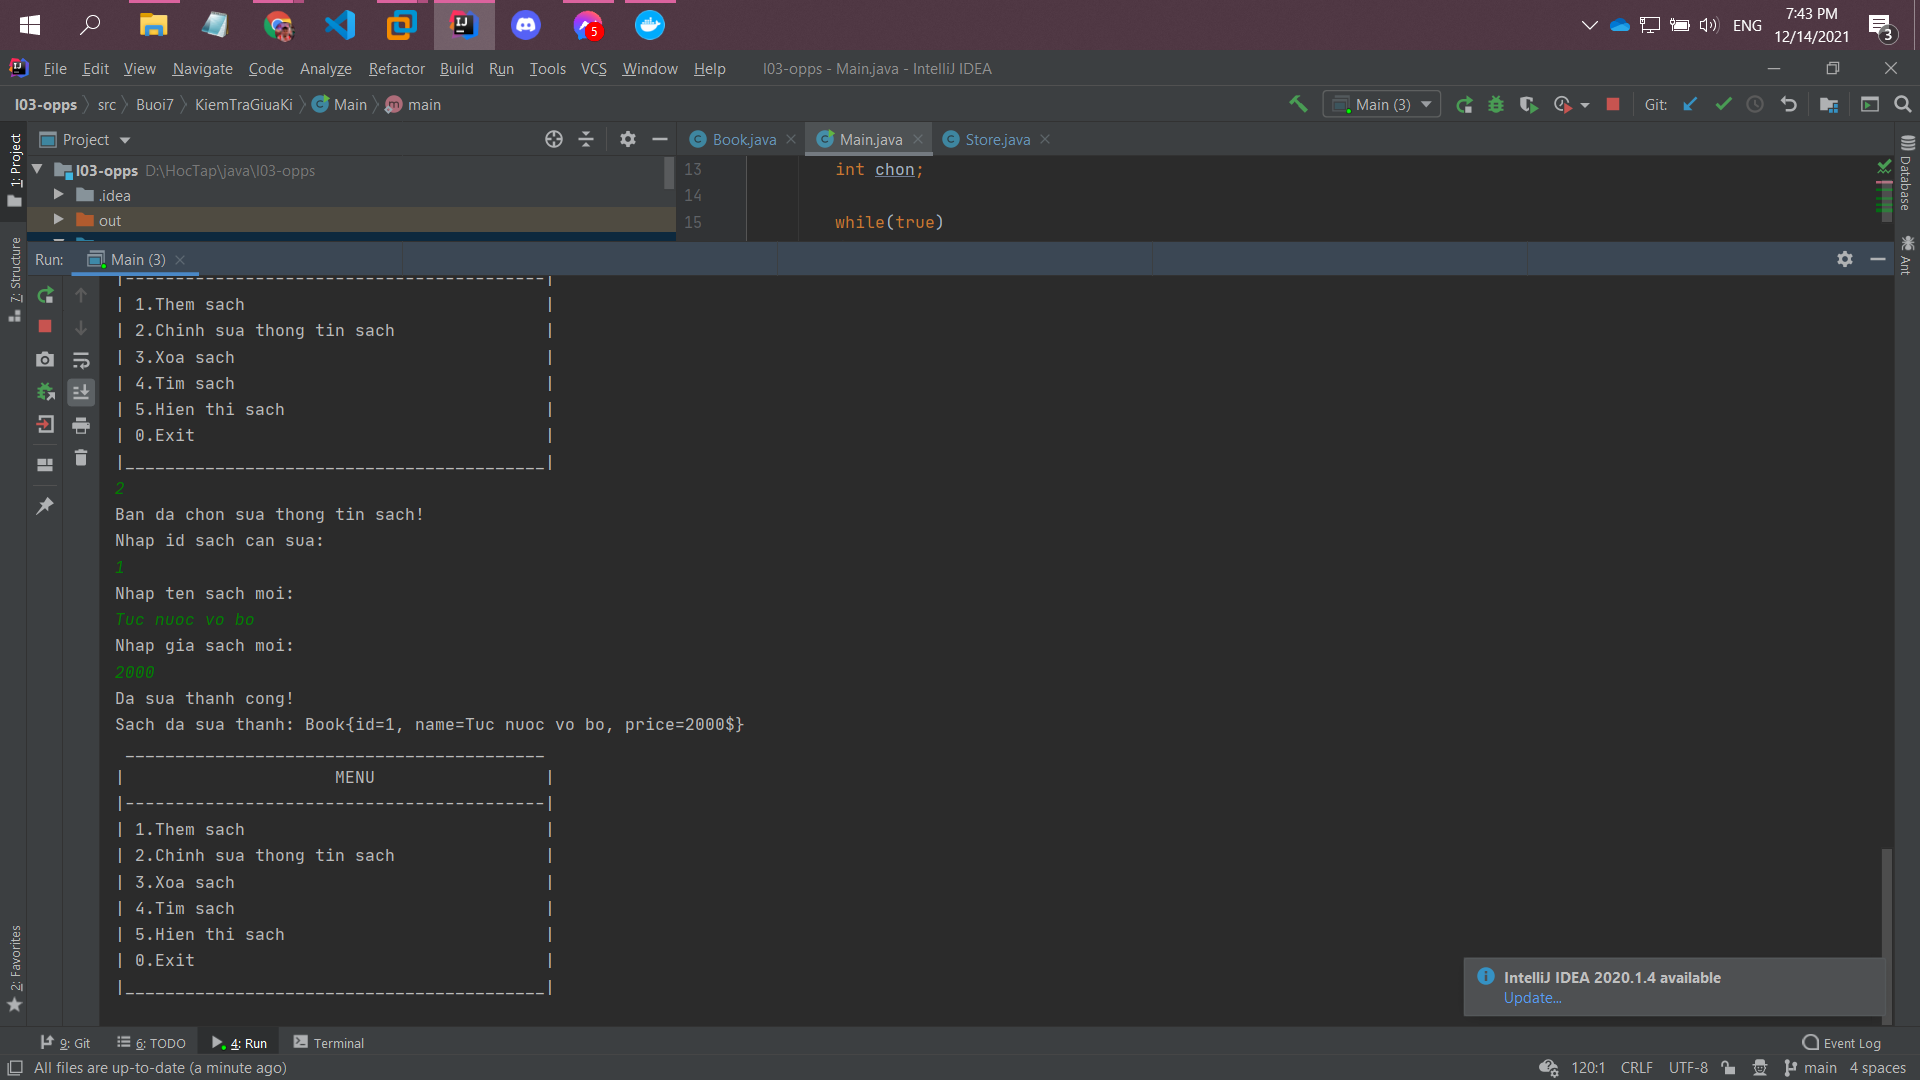 5
ENG
7:43 PM
12/14/2021
3
File Edit View Navigate Code Analyze Refactor Build Run Tools VCS Window Help l03-opps - Main.java - IntelliJ IDEA
l03-opps src Buoi7 KiemTraGiuaKi Main main
Main (3)
Git:
Project
Book.java Main.java Store.java
l03-opps D:\HocTap\java\l03-opps
.idea
out
13 int chon;
14
15 while(true)
1: Project
7: Structure
2: Favorites
Database
Ant
Run: Main (3)
|------------------------------------------|
| 1.Them sach |
| 2.Chinh sua thong tin sach |
| 3.Xoa sach |
| 4.Tim sach |
| 5.Hien thi sach |
| 0.Exit |
|__________________________________________|
2
Ban da chon sua thong tin sach!
Nhap id sach can sua:
1
Nhap ten sach moi:
Tuc nuoc vo bo
Nhap gia sach moi:
2000
Da sua thanh cong!
Sach da sua thanh: Book{id=1, name=Tuc nuoc vo bo, price=2000$}
__________________________________________
| MENU |
|------------------------------------------|
| 1.Them sach |
| 2.Chinh sua thong tin sach |
| 3.Xoa sach |
| 4.Tim sach |
| 5.Hien thi sach |
| 0.Exit |
|__________________________________________|
IntelliJ IDEA 2020.1.4 available
Update...
9: Git 6: TODO 4: Run Terminal
Event Log
All files are up-to-date (a minute ago)
120:1 CRLF UTF-8 main 4 spaces